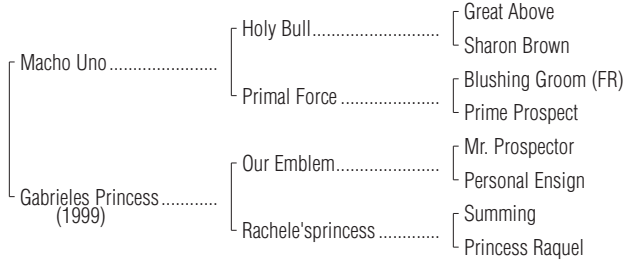 Great Above
Holy Bull
Sharon Brown
Macho Uno
Blushing Groom (FR)
Primal Force
Prime Prospect
Mr. Prospector
Our Emblem
Personal Ensign
Gabrieles Princess
(1999)
Summing
Rachele'sprincess
Princess Raquel